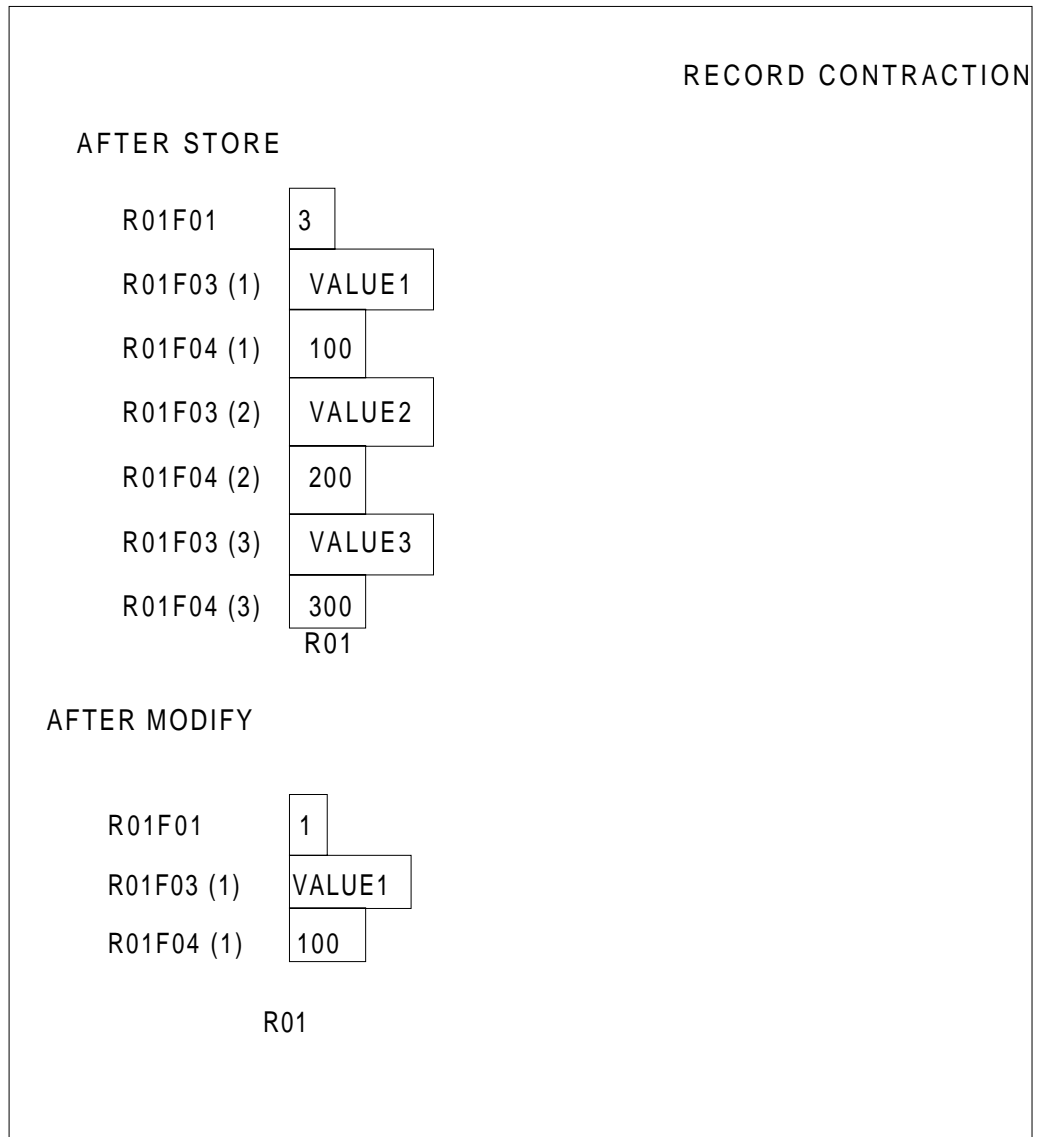 RECORD CONTRACTION
AFTER STORE
R01F01 3
R01F03 (1) VALUE1
R01F04 (1) 100
R01F03 (2) VALUE2
R01F04 (2) 200
R01F03 (3) VALUE3
R01F04 (3) 300
R01
AFTER MODIFY
R01F01 1
R01F03 (1) VALUE1
R01F04 (1) 100
R01